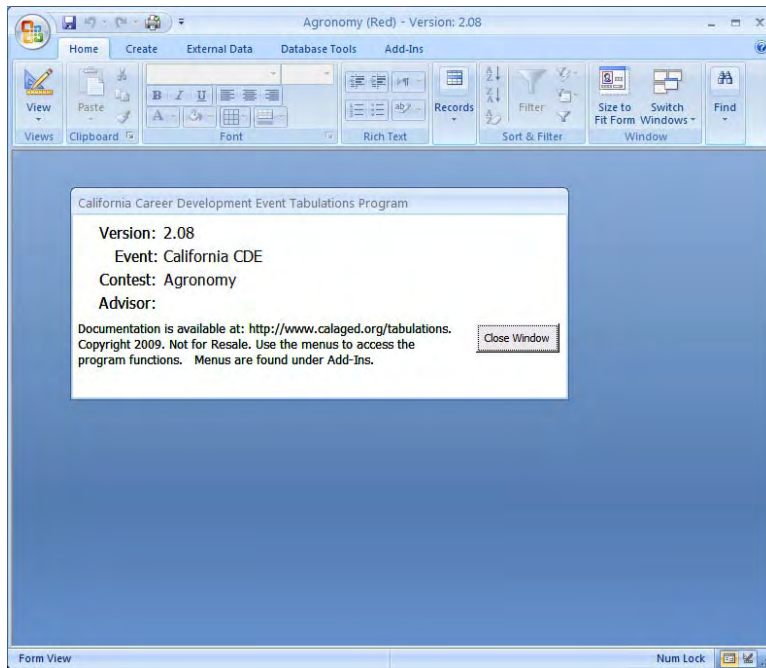 Agronomy (Red) - Version: 2.08
Home Create External Data Database Tools Add-Ins
View Paste B I U A Records Filter Size to Fit Form Switch Windows Find
Views Clipboard Font Rich Text Sort & Filter Window
California Career Development Event Tabulations Program
Version: 2.08
Event: California CDE
Contest: Agronomy
Advisor:
Documentation is available at: http://www.calaged.org/tabulations.
Copyright 2009. Not for Resale. Use the menus to access the
program functions. Menus are found under Add-Ins.
Close Window
Form View Num Lock